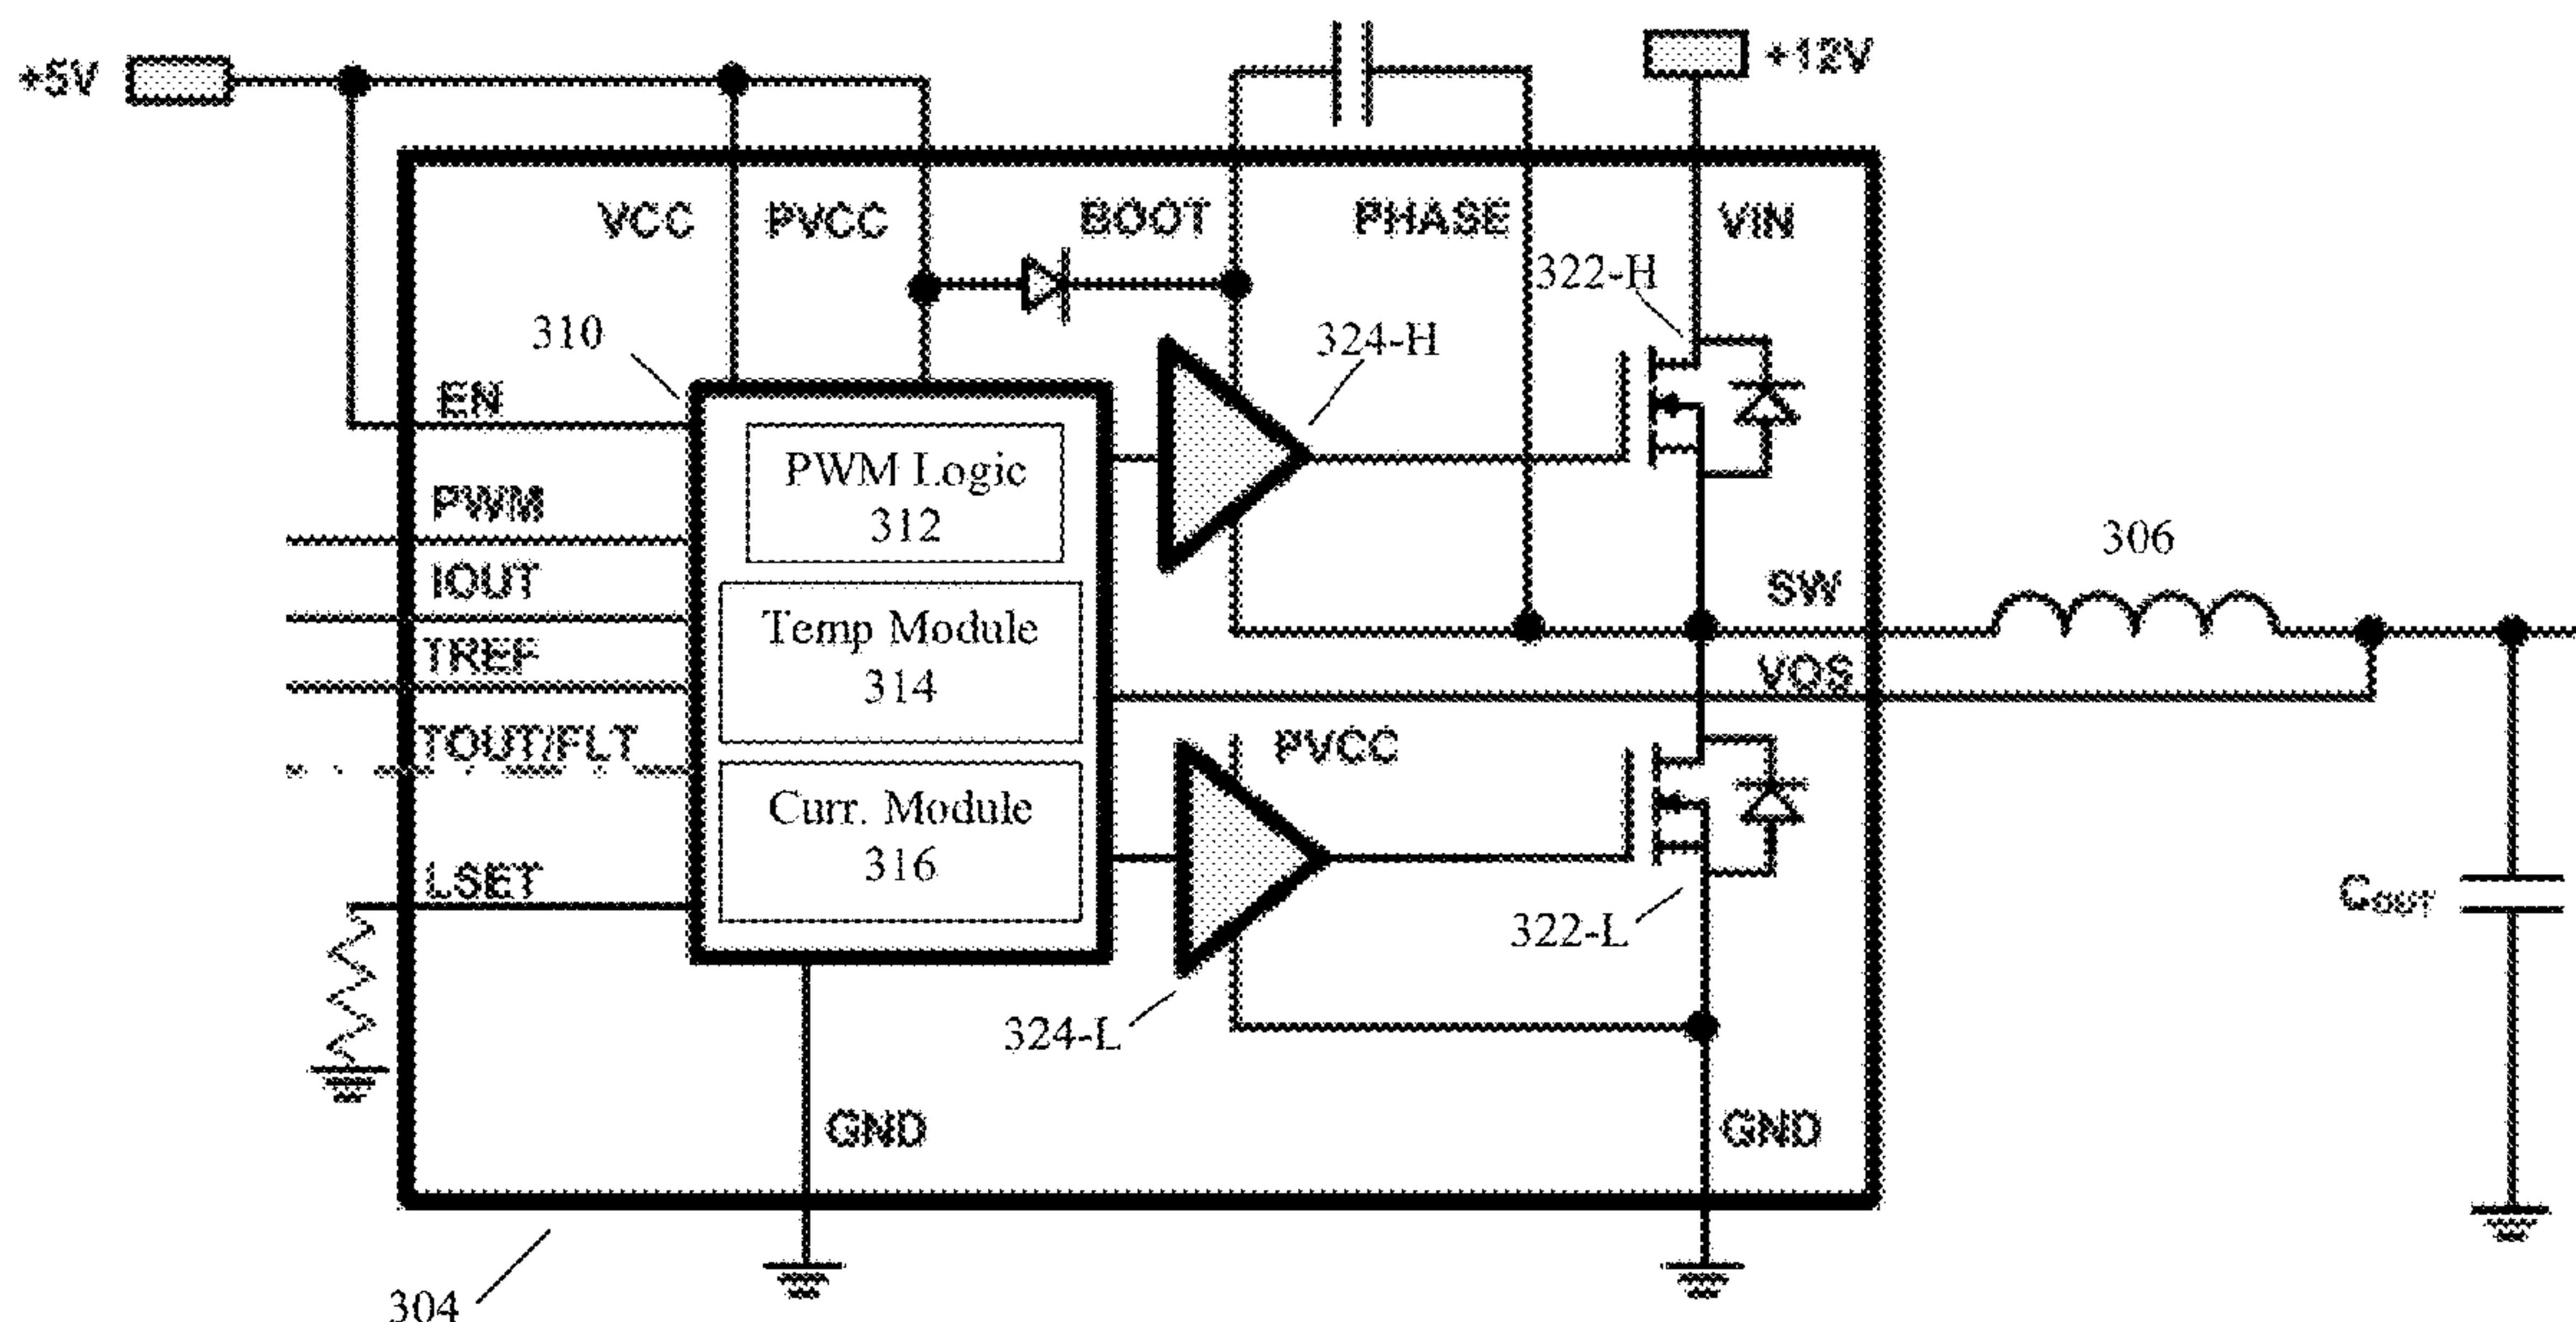 +5V
+12V
VCC
PVCC
BOOT
PHASE
VIN
322-H
310
324-H
EN
PWM Logic
312
PWM
306
IOUT
SW
Temp Module
314
TREF
VOS
TOUT/FLT
PVCC
Curr. Module
316
LSET
COUT
322-L
324-L
GND
GND
304